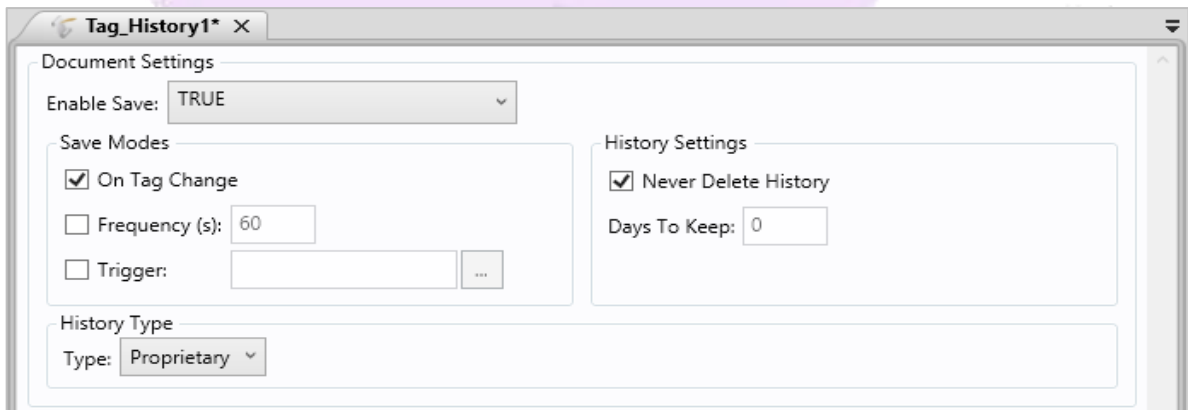 Tag_History1* X
Document Settings
Enable Save: TRUE
Save Modes
On Tag Change
Frequency (s): 60
Trigger: ...
History Settings
Never Delete History
Days To Keep: 0
History Type
Type: Proprietary